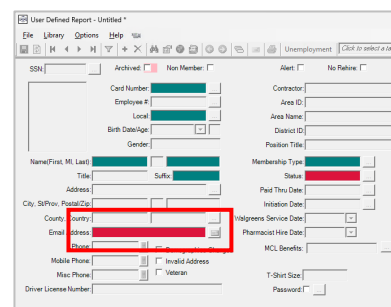 User Defined Report - Untitled *
File Library Options Help
Unemployment Click to select a la
SSN: Archived: Non Member: Alert: No Rehire:
Card Number: Contractor:
Employee #: Area ID:
Local: Area Name:
Birth Date/Age: District ID:
Gender: Position Title:
Name(First, MI, Last): Membership Type:
Title: Suffix: Status:
Address: Paid Thru Date:
City, St/Prov, Postal/Zip: Initiation Date:
County, Country: Walgreens Service Date:
Email Address: Pharmacist Hire Date:
Phone: MCL Benefits:
Mobile Phone: Invalid Address
Misc Phone: Veteran T-Shirt Size:
Driver License Number: Password: